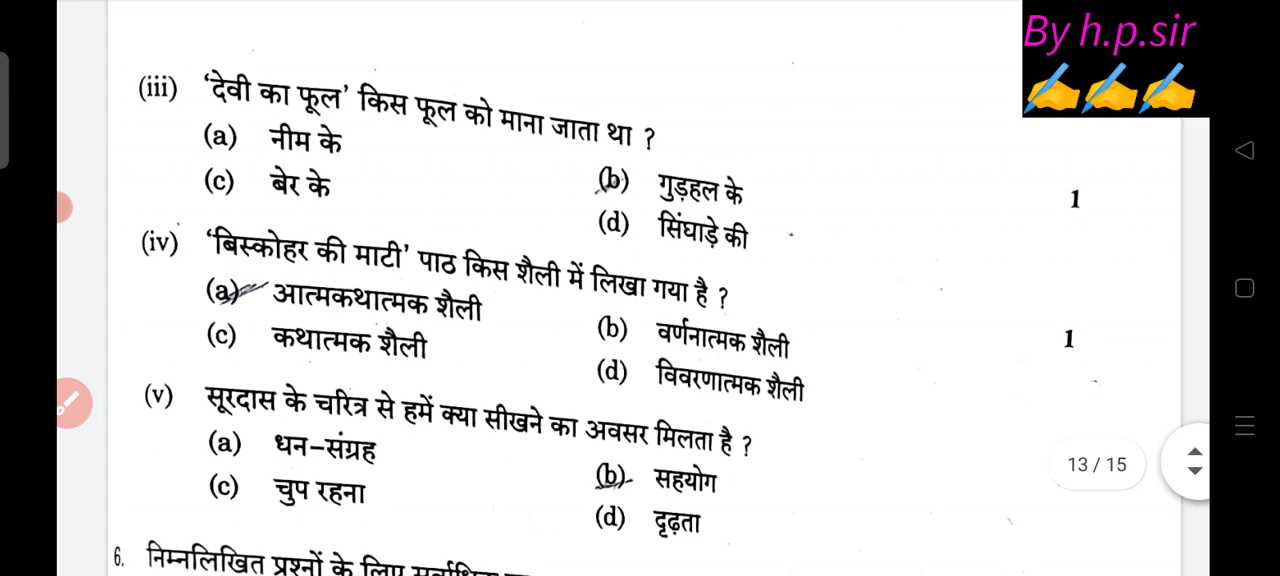 By h.p.sir
(iii) 'देवी का फूल' किस फूल को माना जाता था ?
(a) नीम के
(b) गुड़हल के 1
(c) बेर के
(d) सिंघाड़े की
(iv) 'बिस्कोहर की माटी' पाठ किस शैली में लिखा गया है ?
(a) आत्मकथात्मक शैली
(b) वर्णनात्मक शैली 1
(c) कथात्मक शैली
(d) विवरणात्मक शैली
(v) सूरदास के चरित्र से हमें क्या सीखने का अवसर मिलता है ?
(a) धन-संग्रह
(b) सहयोग
(c) चुप रहना
(d) दृढ़ता
13 / 15
6. निम्नलिखित प्रश्नों के लिए